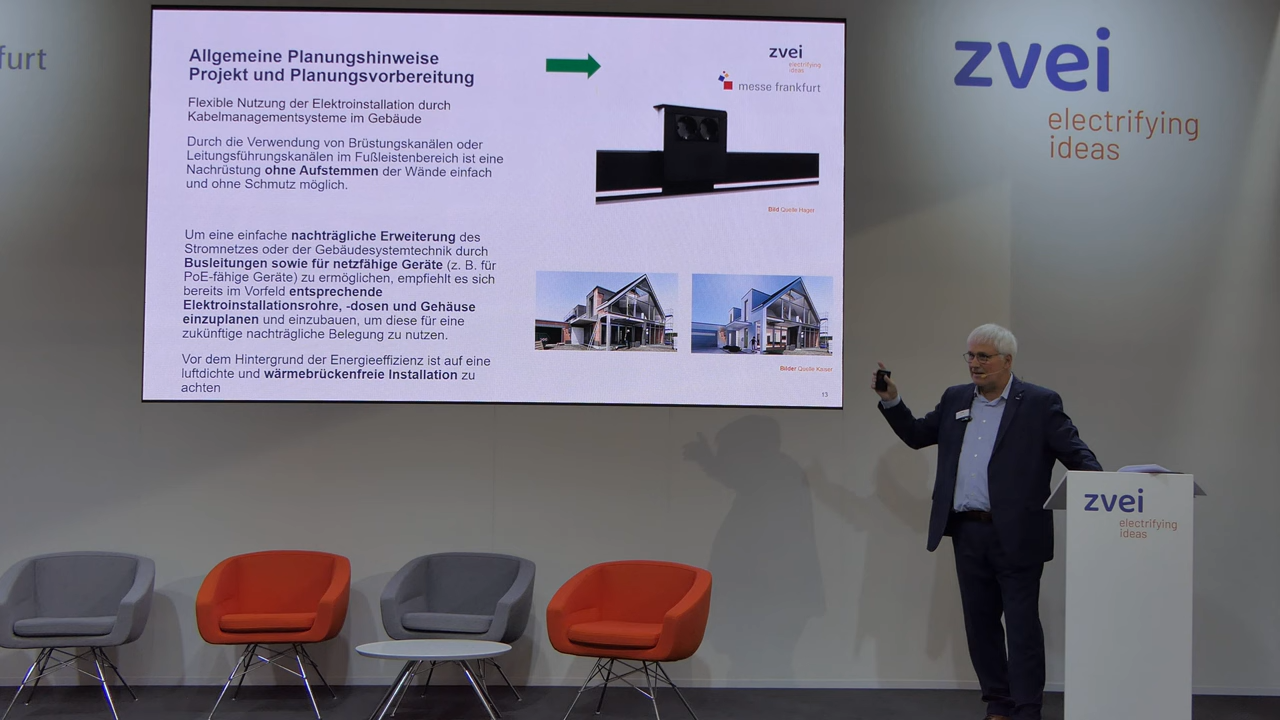 furt
Allgemeine Planungshinweise
Projekt und Planungsvorbereitung
Flexible Nutzung der Elektroinstallation durch
Kabelmanagementsysteme im Gebäude
Durch die Verwendung von Brüstungskanälen oder
Leitungsführungskanälen im Fußleistenbereich ist eine
Nachrüstung ohne Aufstemmen der Wände einfach
und ohne Schmutz möglich.
Um eine einfache nachträgliche Erweiterung des
Stromnetzes oder der Gebäudesystemtechnik durch
Busleitungen sowie für netzfähige Geräte (z. B. für
PoE-fähige Geräte) zu ermöglichen, empfiehlt es sich
bereits im Vorfeld entsprechende
Elektroinstallationsrohre, -dosen und Gehäuse
einzuplanen und einzubauen, um diese für eine
zukünftige nachträgliche Belegung zu nutzen.
Vor dem Hintergrund der Energieeffizienz ist auf eine
luftdichte und wärmebrückenfreie Installation zu
achten
zvei
electrifying
ideas
messe frankfurt
Bild Quelle Hager
Bilder Quelle Kaiser
13
zvei
electrifying
ideas
zvei
electrifying
ideas